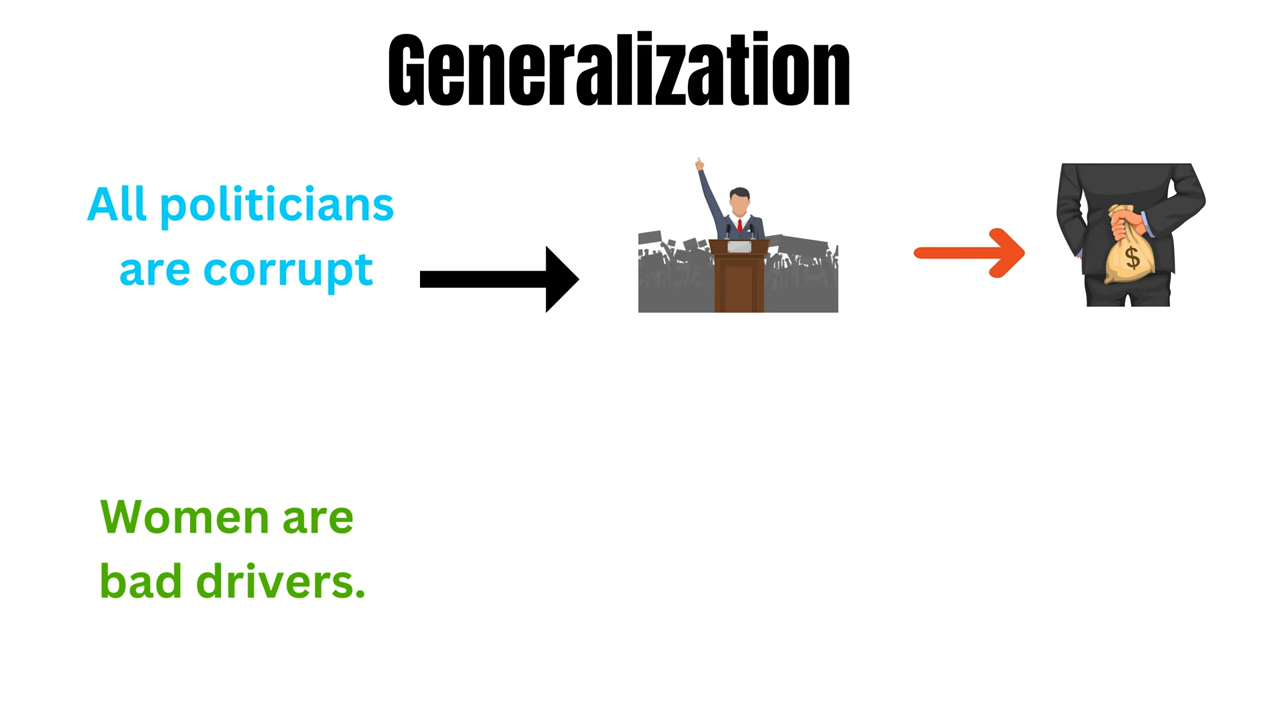 Generalization
All politicians
are corrupt
$
Women are
bad drivers.